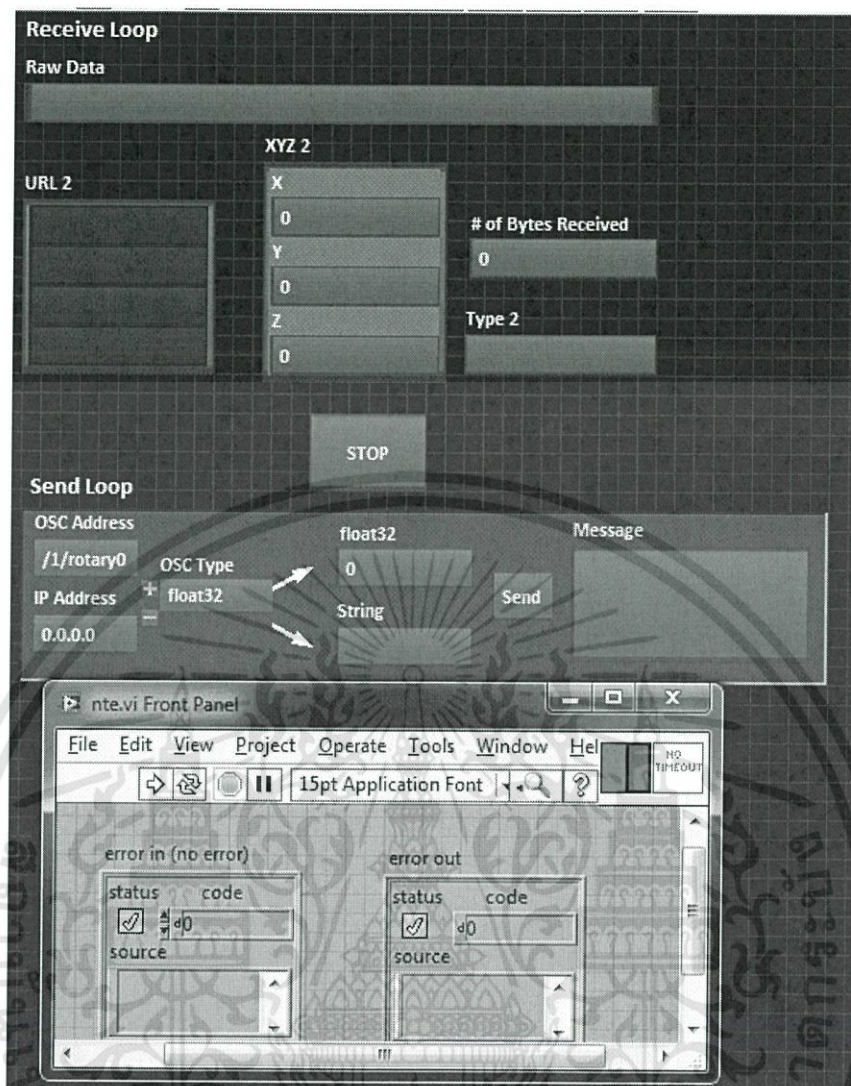 Receive Loop
Raw Data
XYZ 2
URL 2
X
0
# of Bytes Received
Y
0
0
Z
Type 2
0
STOP
Send Loop
OSC Address
float32
Message
/1/rotary0
OSC Type
0
IP Address
+ float32
Send
− String
0.0.0.0
nte.vi Front Panel
File Edit View Project Operate Tools Window Hel
NO TIMEOUT
15pt Application Font
error in (no error)
error out
status code
status code
d0
d0
source
source